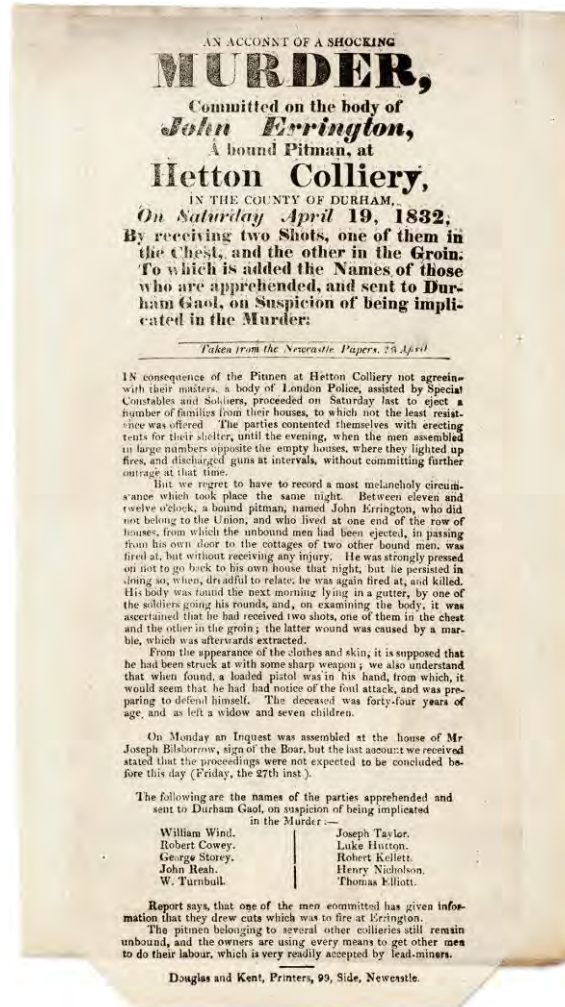 AN ACCONNT OF A SHOCKING
MURDER,
Committed on the body of
John Errington,
A bound Pitman, at
Hetton Colliery,
IN THE COUNTY OF DURHAM,
On Saturday April 19, 1832,
By receiving two Shots, one of them in
the Chest, and the other in the Groin.
To which is added the Names of those
who are apprehended, and sent to Dur-
ham Gaol, on Suspicion of being impli-
cated in the Murder:
Taken from the Newcastle Papers, April
IN consequence of the Pitmen at Hetton Colliery not agreein
with their masters, a body of London Police, assisted by Special
Constables and Soldiers, proceeded on Saturday last to eject a
number of families from their houses, to which not the least resist-
ance was offered The parties contented themselves with erecting
tents for their shelter, until the evening, when the men assembled
in large numbers opposite the empty houses, where they lighted up
fires, and discharged guns at intervals, without committing further
outrage at that time.
But we regret to have to record a most melancholy circum-
stance which took place the same night. Between eleven and
twelve o'clock, a bound pitman, named John Errington, who did
not belong to the Union, and who lived at one end of the row of
houses, from which the unbound men had been ejected, in passing
from his own door to the cottages of two other bound men, was
fired at, but without receiving any injury. He was strongly pressed
on not to go back to his own house that night, but he persisted in
doing so, when, dreadful to relate, he was again fired at, and killed.
His body was found the next morning lying in a gutter, by one of
the soldiers going his rounds, and, on examining the body, it was
ascertained that he had received two shots, one of them in the chest
and the other in the groin; the latter wound was caused by a mar-
ble, which was afterwards extracted.
From the appearance of the clothes and skin, it is supposed that
he had been struck at with some sharp weapon; we also understand
that when found, a loaded pistol was in his hand, from which, it
would seem that he had had notice of the foul attack, and was pre-
paring to defend himself. The deceased was forty-four years of
age, and as left a widow and seven children.
On Monday an Inquest was assembled at the house of Mr
Joseph Bilsborrow, sign of the Boar, but the last account we received
stated that the proceedings were not expected to be concluded be-
fore this day (Friday, the 27th inst ).
The following are the names of the parties apprehended and
sent to Durham Gaol, on suspicion of being implicated
in the Murder :—
William Wind.
Robert Cowey.
George Storey.
John Reah.
W. Turnbull.
Joseph Taylor.
Luke Hutton.
Robert Kellett.
Henry Nicholson.
Thomas Elliott.
Report says, that one of the men committed has given infor-
mation that they drew cuts which was to fire at Errington.
The pitmen belonging to several other collieries still remain
unbound, and the owners are using every means to get other men
to do their labour, which is very readily accepted by lead-miners.
Douglas and Kent, Printers, 99, Side, Newcastle.